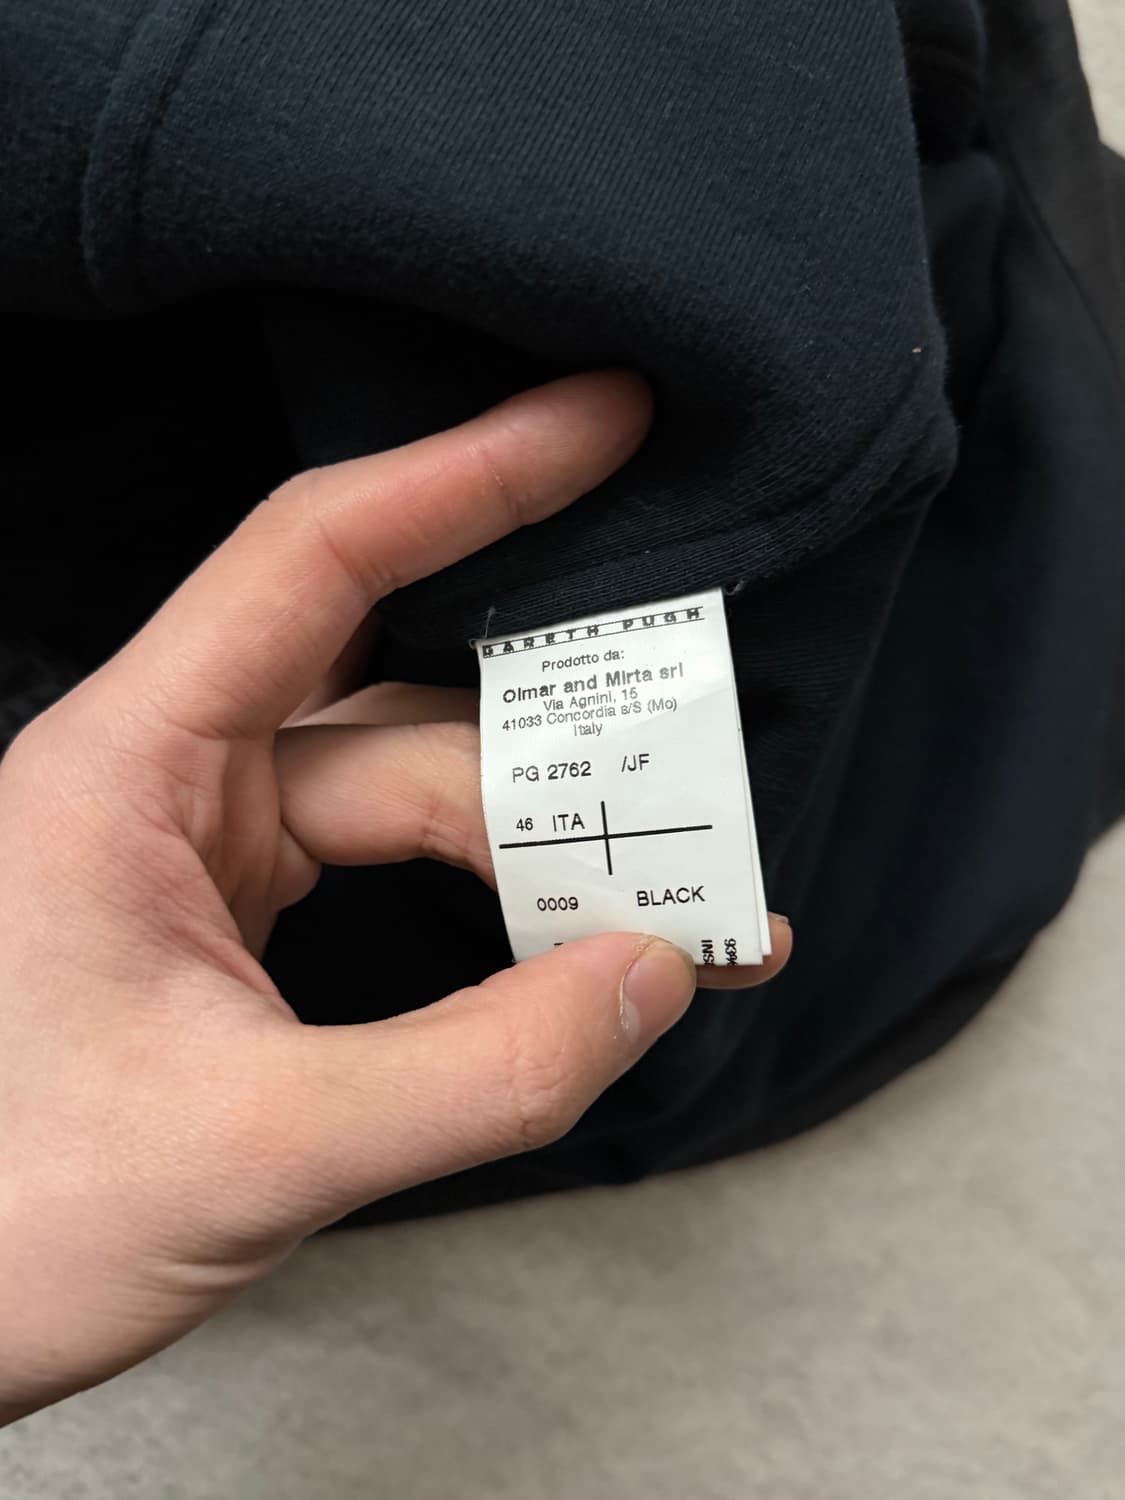 GARETH PUGH
Prodotto da:
Olmar and Mirta srl
Via Agnini, 15
41033 Concordia s/S (Mo)
Italy
PG 2762 /JF
46 ITA
0009 BLACK